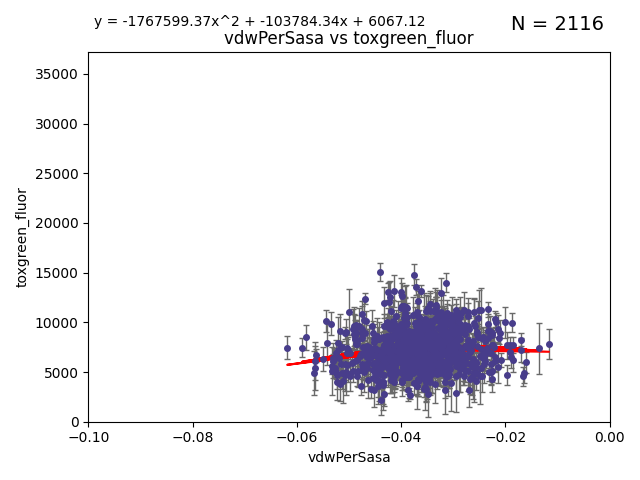 y = -1767599.37x^2 + -103784.34x + 6067.12
N = 2116
vdwPerSasa vs toxgreen_fluor
35000
30000
25000
20000
15000
10000
5000
0
toxgreen_fluor
−0.10
−0.08
−0.06
−0.04
−0.02
0.00
vdwPerSasa